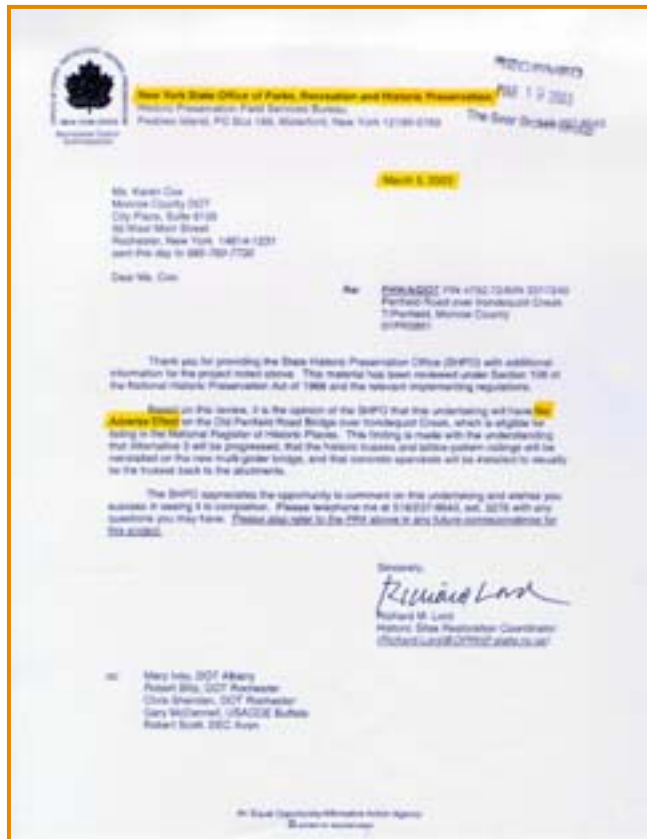 New York State Office of Parks, Recreation and Historic Preservation
Historic Preservation Field Services Bureau
Peebles Island, PO Box 189, Waterford, New York 12188-0189
RECEIVED
2003
NEW YORK STATE
March 3, 2003
Ms. Karen Cox
Monroe County DOT
City Place, Suite 6100
50 West Main Street
Rochester, New York 14614-1231
Dear Ms. Cox:
Re:
Penfield Road over Irondequoit Creek
T/Penfield, Monroe County
Thank you for providing the State Historic Preservation Office (SHPO) with additional
information for the project noted above. This material has been reviewed under Section 106 of
the National Historic Preservation Act of 1966 and the relevant implementing regulations.
Based on this review, it is the opinion of the SHPO that this undertaking will have No
Adverse Effect on the Old Penfield Road Bridge over Irondequoit Creek, which is eligible for
listing in the National Register of Historic Places. This finding is made with the understanding
that Alternative will be progressed, that the historic trusses and lattice-pattern railings will be
reinstalled on the new multi-girder bridge, and that concrete spandrels will be installed to visually
tie the trusses back to the abutments.
The SHPO appreciates the opportunity to comment on this undertaking and wishes you
success in seeing it to completion. Please telephone me at ext. with any
questions you may have. Please also refer to the PR# above in any future correspondence for
this project.
Sincerely,
Richard Lord
Richard M. Lord
Historic Sites Restoration Coordinator
cc: Mary Ivey, DOT Albany
Robert DOT Rochester
Chris DOT Rochester
Gary McDannell, USACOE Buffalo
Robert Scott, DEC Avon
An Equal Opportunity/Affirmative Action Agency